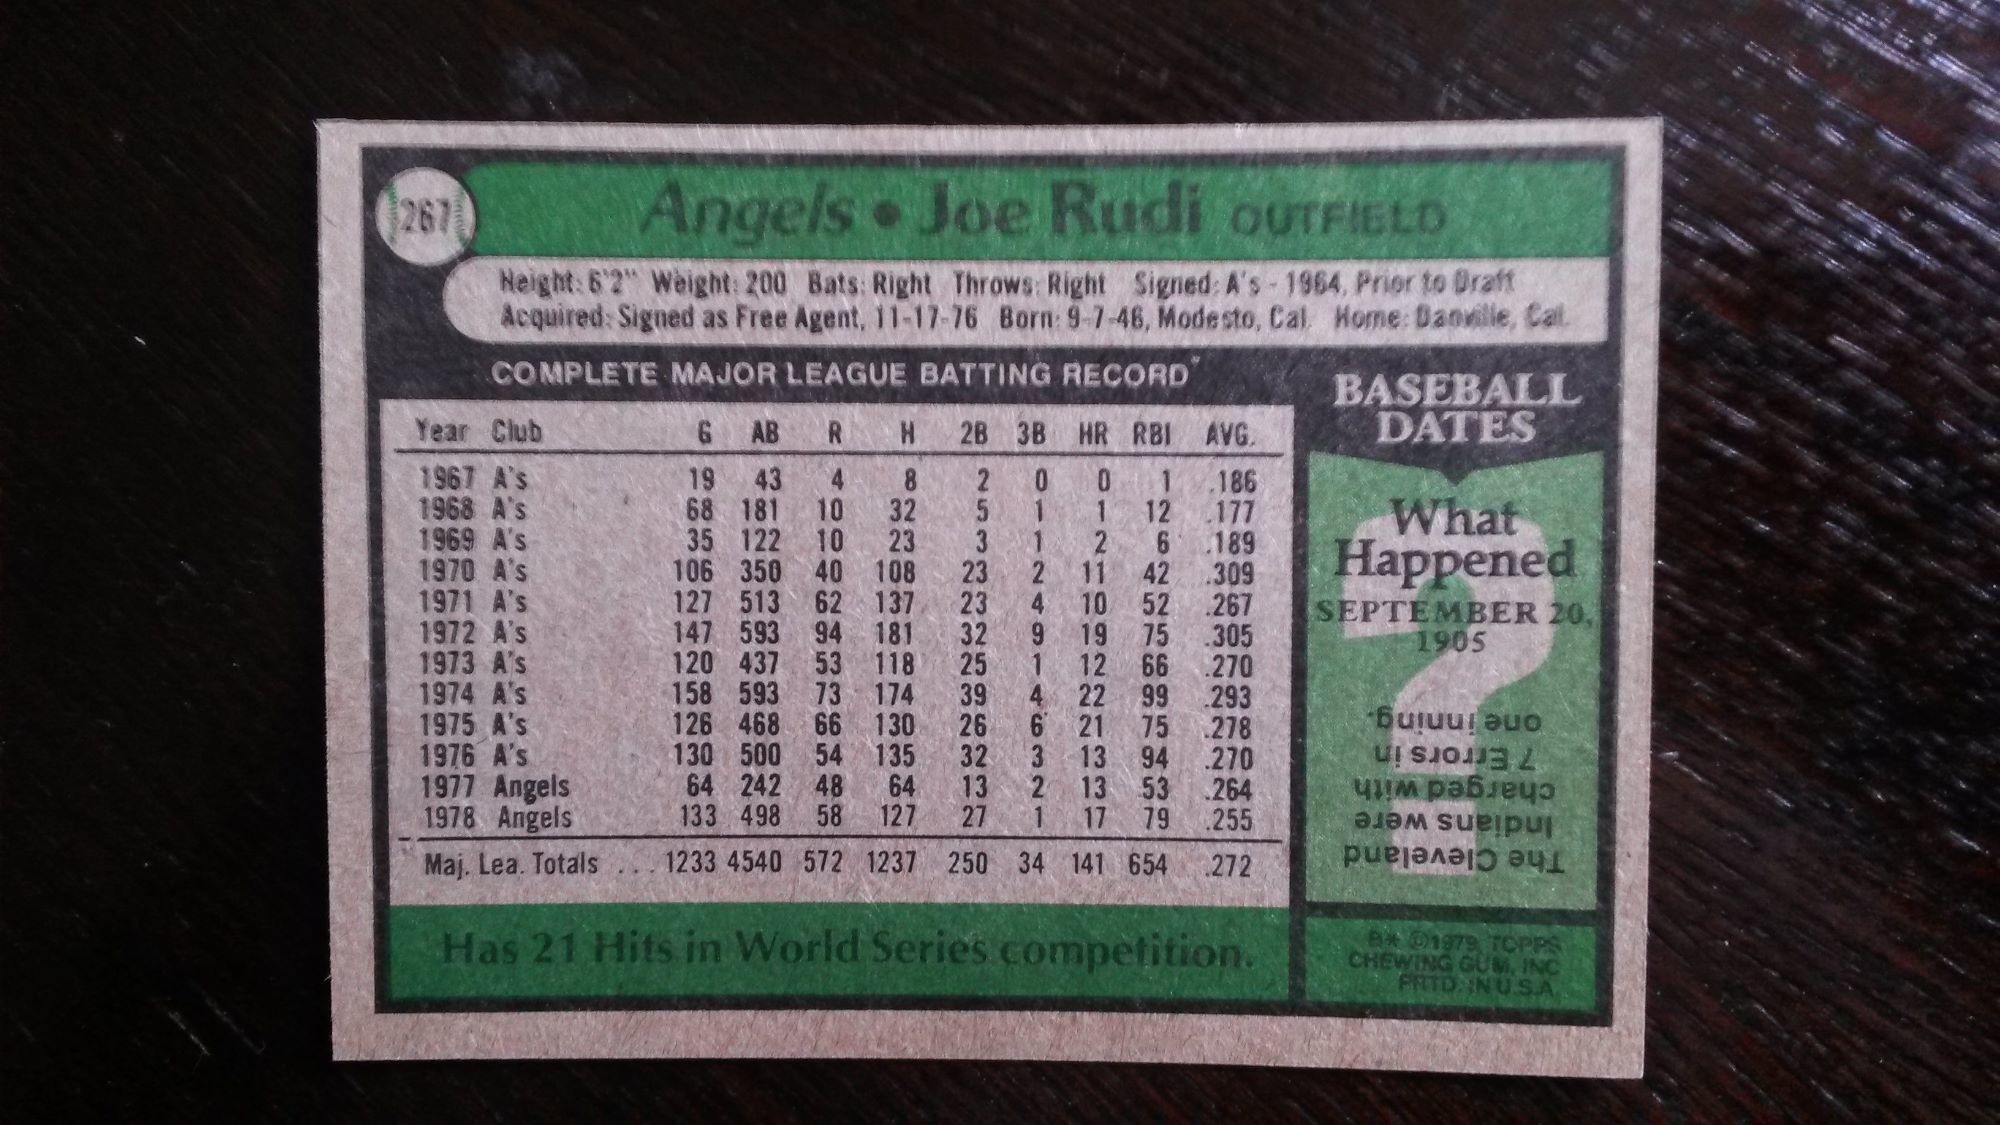 267
Angels • Joe Rudi OUTFIELD
Height: 6'2" Weight: 200 Bats: Right Throws: Right Signed: A's - 1964, Prior to Draft
Acquired: Signed as Free Agent, 11-17-76 Born: 9-7-46, Modesto, Cal. Home: Danville, Cal.
COMPLETE MAJOR LEAGUE BATTING RECORD
Year Club G AB R H 2B 3B HR RBI AVG.
1967 A's 19 43 4 8 2 0 0 1 .186
1968 A's 68 181 10 32 5 1 1 12 .177
1969 A's 35 122 10 23 3 1 2 6 .189
1970 A's 106 350 40 108 23 2 11 42 .309
1971 A's 127 513 62 137 23 4 10 52 .267
1972 A's 147 593 94 181 32 9 19 75 .305
1973 A's 120 437 53 118 25 1 12 66 .270
1974 A's 158 593 73 174 39 4 22 99 .293
1975 A's 126 468 66 130 26 6 21 75 .278
1976 A's 130 500 54 135 32 3 13 94 .270
1977 Angels 64 242 48 64 13 2 13 53 .264
1978 Angels 133 498 58 127 27 1 17 79 .255
Maj. Lea. Totals ... 1233 4540 572 1237 250 34 141 654 .272
Has 21 Hits in World Series competition.
BASEBALL
DATES
What
Happened
SEPTEMBER 20,
1905
The Cleveland
Indians were
charged with
7 Errors in
one inning.
B* ©1979 TOPPS
CHEWING GUM, INC
PRTD. IN U.S.A.